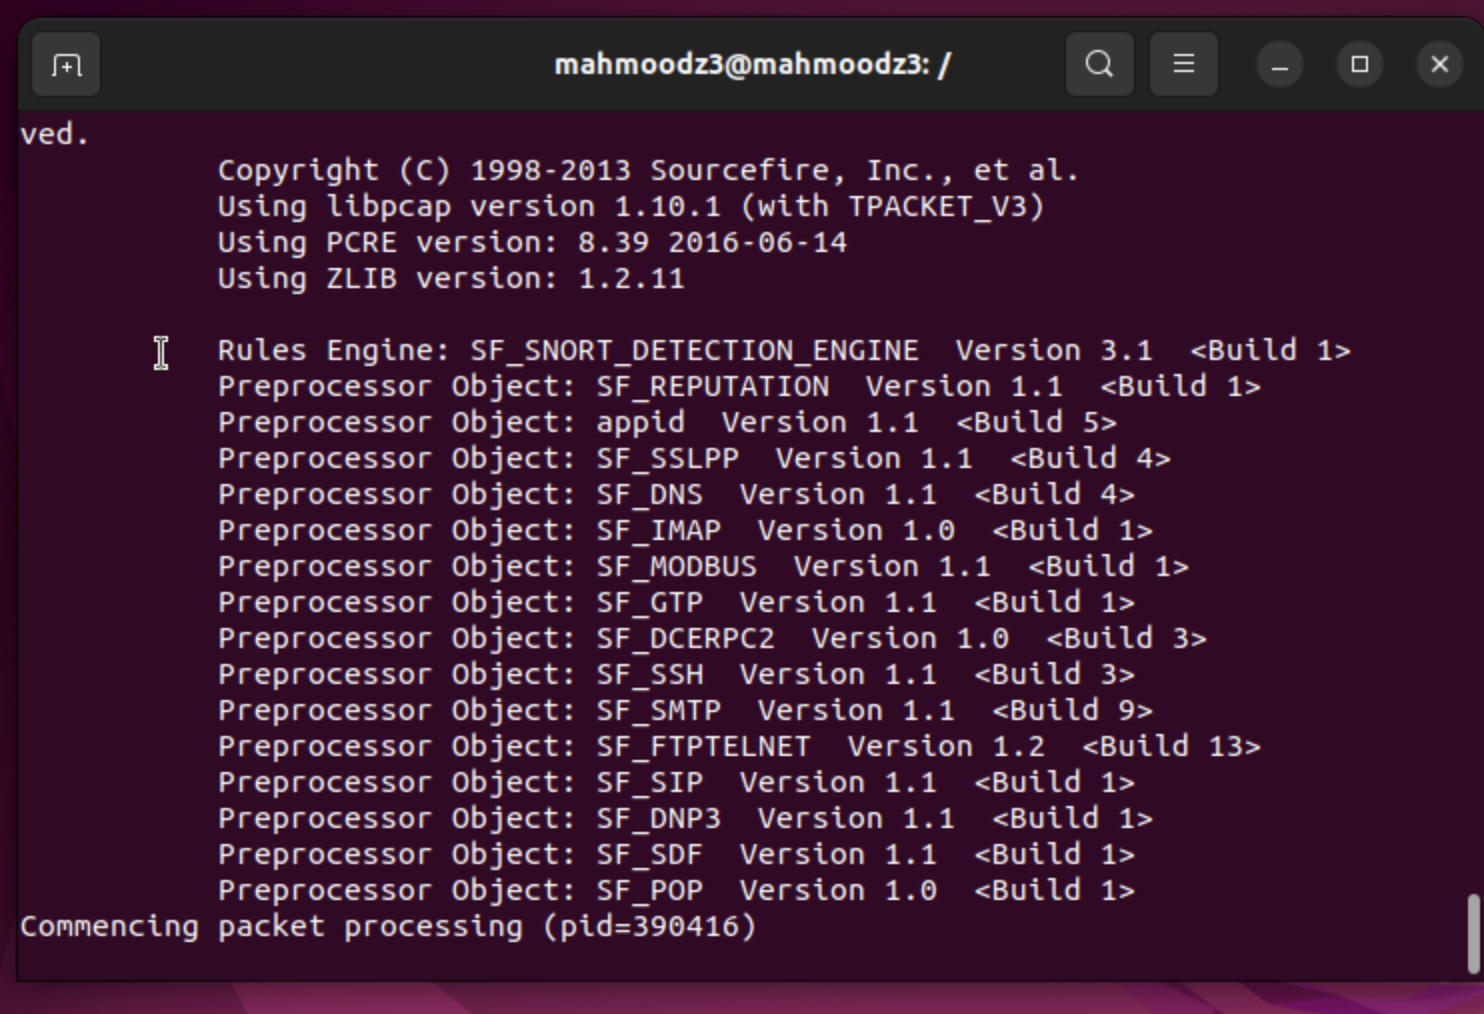 mahmoodz3@mahmoodz3: /
ved.
Copyright (C) 1998-2013 Sourcefire, Inc., et al.
Using libpcap version 1.10.1 (with TPACKET_V3)
Using PCRE version: 8.39 2016-06-14
Using ZLIB version: 1.2.11
Rules Engine: SF_SNORT_DETECTION_ENGINE  Version 3.1  <Build 1>
Preprocessor Object: SF_REPUTATION  Version 1.1  <Build 1>
Preprocessor Object: appid  Version 1.1  <Build 5>
Preprocessor Object: SF_SSLPP  Version 1.1  <Build 4>
Preprocessor Object: SF_DNS  Version 1.1  <Build 4>
Preprocessor Object: SF_IMAP  Version 1.0  <Build 1>
Preprocessor Object: SF_MODBUS  Version 1.1  <Build 1>
Preprocessor Object: SF_GTP  Version 1.1  <Build 1>
Preprocessor Object: SF_DCERPC2  Version 1.0  <Build 3>
Preprocessor Object: SF_SSH  Version 1.1  <Build 3>
Preprocessor Object: SF_SMTP  Version 1.1  <Build 9>
Preprocessor Object: SF_FTPTELNET  Version 1.2  <Build 13>
Preprocessor Object: SF_SIP  Version 1.1  <Build 1>
Preprocessor Object: SF_DNP3  Version 1.1  <Build 1>
Preprocessor Object: SF_SDF  Version 1.1  <Build 1>
Preprocessor Object: SF_POP  Version 1.0  <Build 1>
Commencing packet processing (pid=390416)